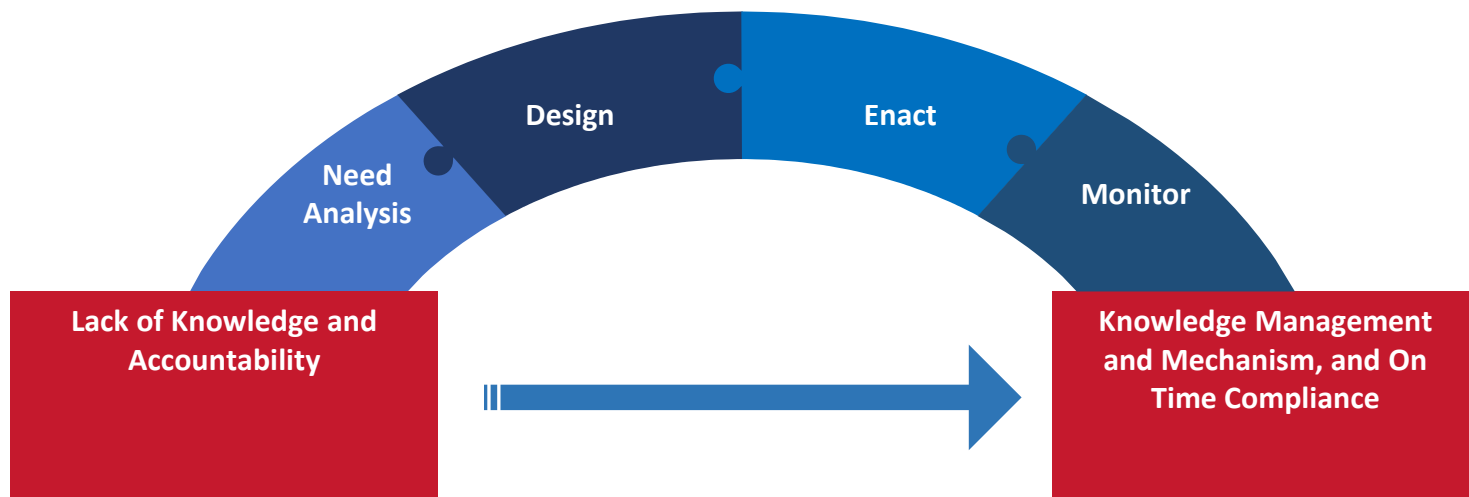 Need
Analysis
Design
Enact
Monitor
Lack of Knowledge and
Accountability
Knowledge Management
and Mechanism, and On
Time Compliance